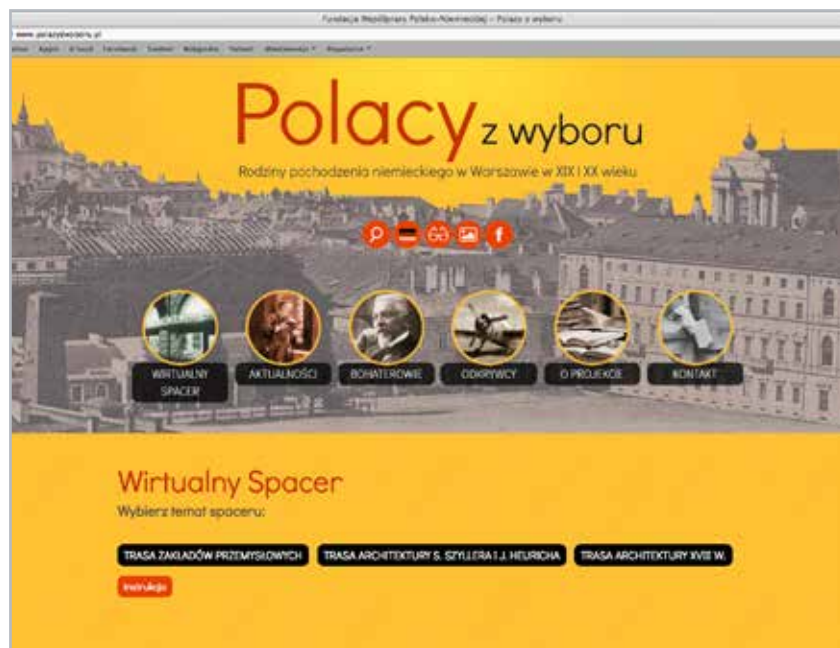 Fundacja Współpracy Polsko-Niemieckiej - Polacy z wyboru
www.polacyzwyboru.pl
Polacy z wyboru
Rodziny pochodzenia niemieckiego w Warszawie w XIX i XX wieku
WIRTUALNY SPACER
AKTUALNOŚCI
BOHATEROWIE
ODKRYWCY
O PROJEKCIE
KONTAKT
Wirtualny Spacer
Wybierz temat spaceru:
TRASA ZAKŁADÓW PRZEMYSŁOWYCH
TRASA ARCHITEKTURY S. SZYLLERA I J. HEURICHA
TRASA ARCHITEKTURY XVIII W.
Instrukcja